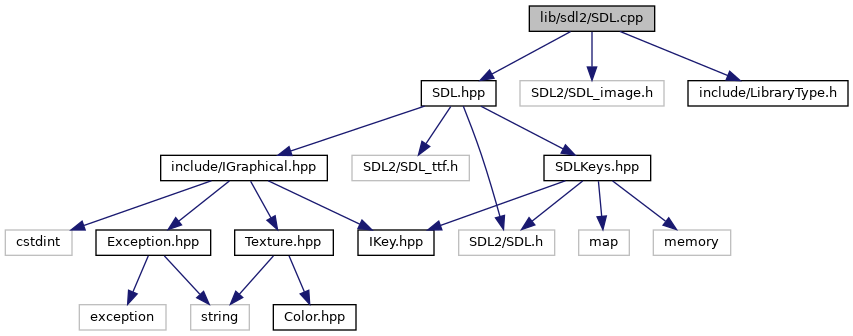 lib/sdl2/SDL.cpp
SDL.hpp
SDL2/SDL_image.h
include/LibraryType.h
include/IGraphical.hpp
SDL2/SDL_ttf.h
SDLKeys.hpp
cstdint
Exception.hpp
Texture.hpp
IKey.hpp
SDL2/SDL.h
map
memory
exception
string
Color.hpp